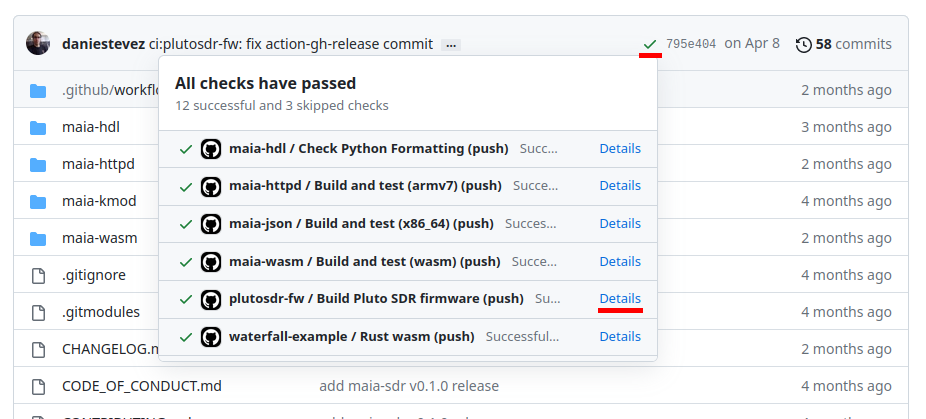 daniestevez ci:plutosdr-fw: fix action-gh-release commit ... 795e404 on Apr 8 58 commits
All checks have passed
12 successful and 3 skipped checks
.github/workflo 2 months ago
maia-hdl 3 months ago
maia-httpd 2 months ago
maia-kmod 4 months ago
maia-wasm 2 months ago
.gitignore 4 months ago
.gitmodules 4 months ago
CHANGELOG.m 2 months ago
maia-hdl / Check Python Formatting (push) Succ... Details
maia-httpd / Build and test (armv7) (push) Succe... Details
maia-json / Build and test (x86_64) (push) Succes... Details
maia-wasm / Build and test (wasm) (push) Succe... Details
plutosdr-fw / Build Pluto SDR firmware (push) Su... Details
waterfall-example / Rust wasm (push) Successful... Details
CODE_OF_CONDUCT.md add maia-sdr v0.1.0 release 4 months ago